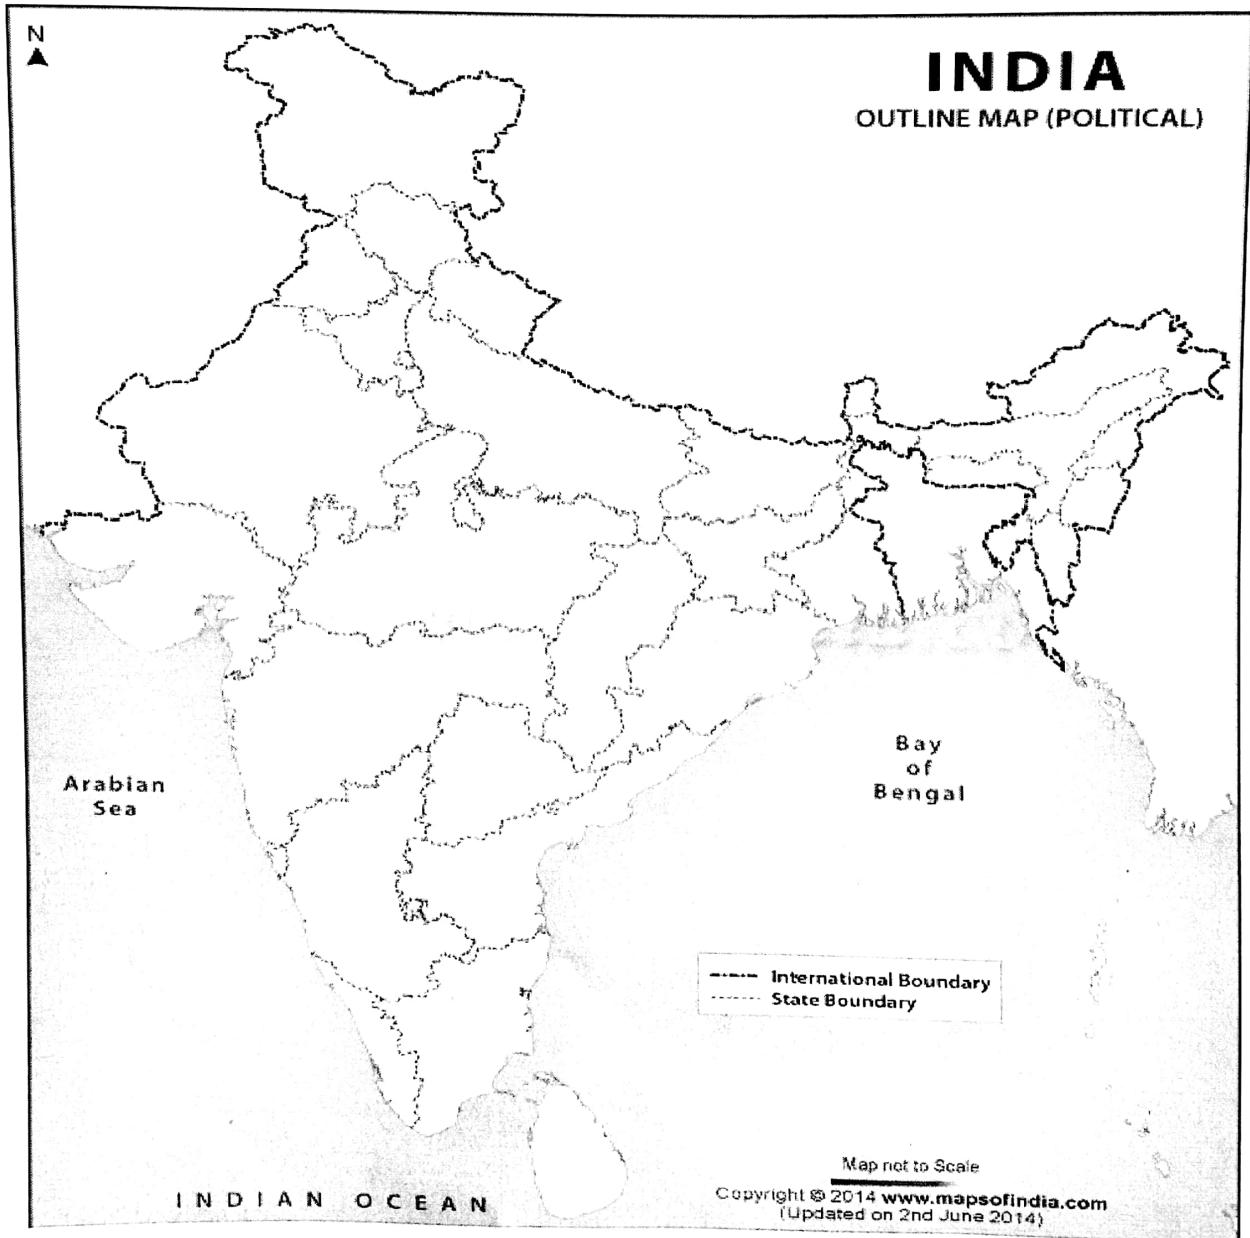 N
INDIA
OUTLINE MAP (POLITICAL)
Arabian
Sea
Bay
of
Bengal
International Boundary
State Boundary
Map not to Scale
Copyright © 2014 www.mapsofindia.com
(Updated on 2nd June 2014)
INDIAN OCEAN